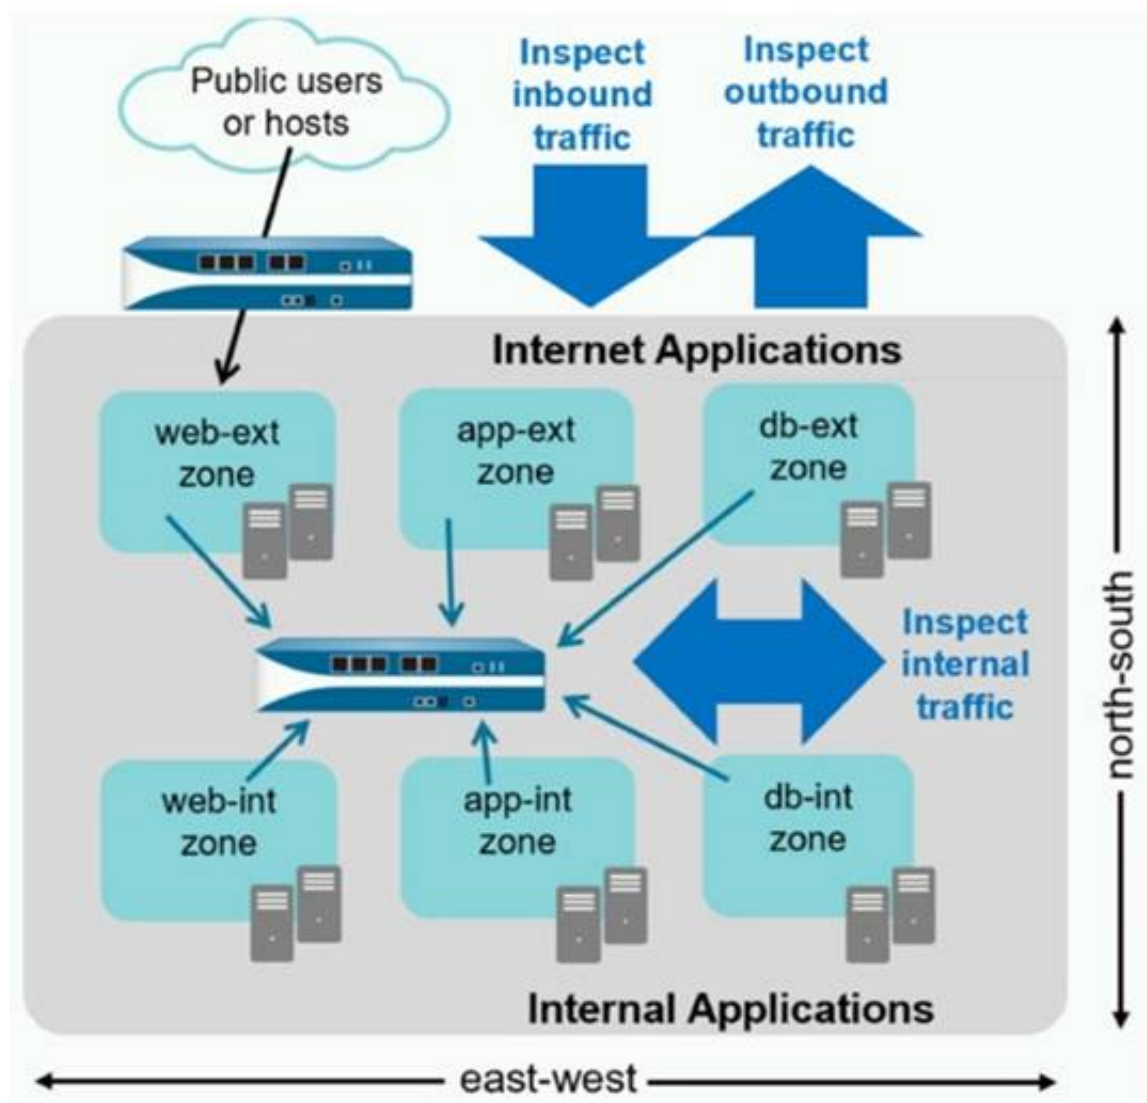 Public users
or hosts
Inspect
inbound
traffic
Inspect
outbound
traffic
Internet Applications
web-ext
zone
app-ext
zone
db-ext
zone
Inspect
internal
traffic
north-south
web-int
zone
app-int
zone
db-int
zone
Internal Applications
east-west